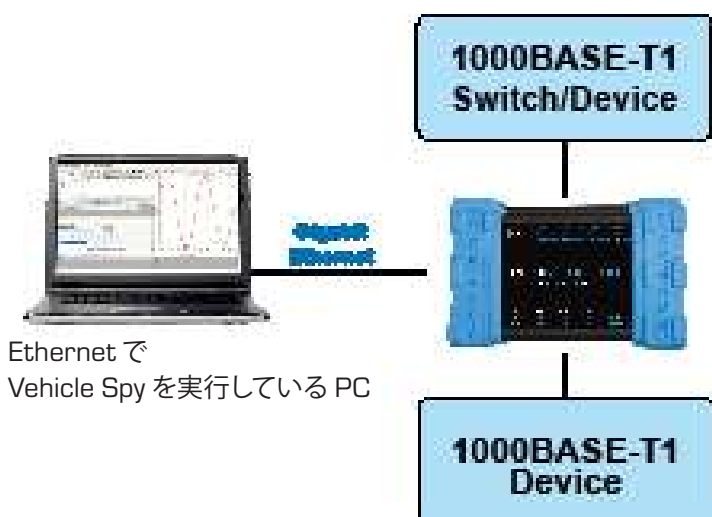 1000BASE-T1
Switch/Device
Gigabit
Ethernet
Ethernet で
Vehicle Spy を実行している PC
1000BASE-T1
Device